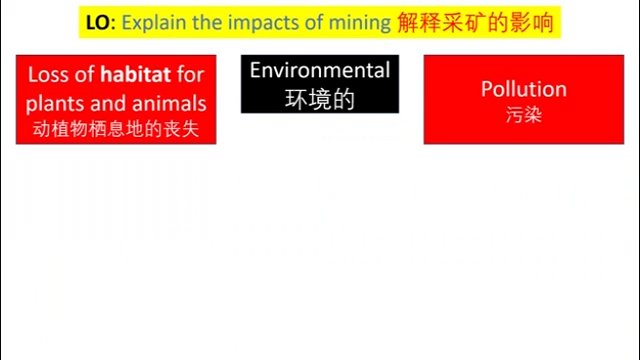 LO: Explain the impacts of mining 解释采矿的影响
Loss of habitat for
plants and animals
动植物栖息地的丧失
Environmental
环境的
Pollution
污染